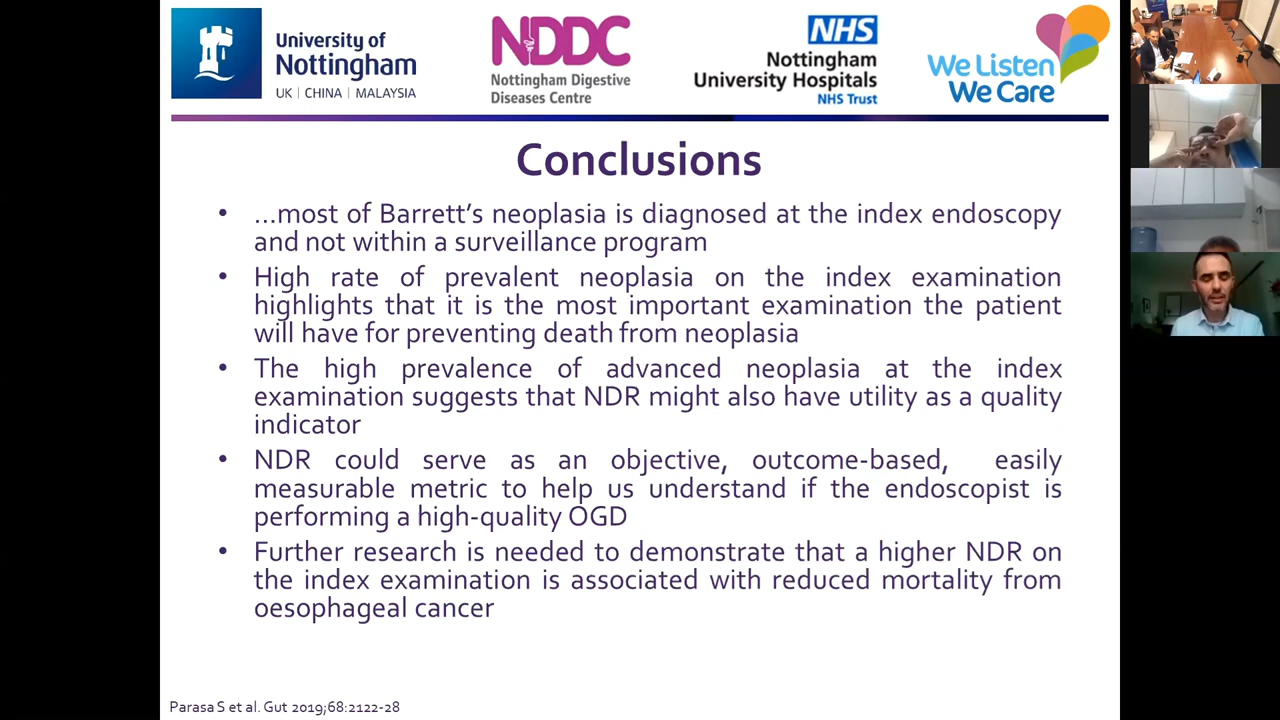 University of
Nottingham
UK | CHINA | MALAYSIA
NDDC
Nottingham Digestive
Diseases Centre
NHS
Nottingham
University Hospitals
NHS Trust
We Listen
We Care
Conclusions
• …most of Barrett's neoplasia is diagnosed at the index endoscopy
and not within a surveillance program
• High rate of prevalent neoplasia on the index examination
highlights that it is the most important examination the patient
will have for preventing death from neoplasia
• The high prevalence of advanced neoplasia at the index
examination suggests that NDR might also have utility as a quality
indicator
• NDR could serve as an objective, outcome-based, easily
measurable metric to help us understand if the endoscopist is
performing a high-quality OGD
• Further research is needed to demonstrate that a higher NDR on
the index examination is associated with reduced mortality from
oesophageal cancer
Parasa S et al. Gut 2019;68:2122-28